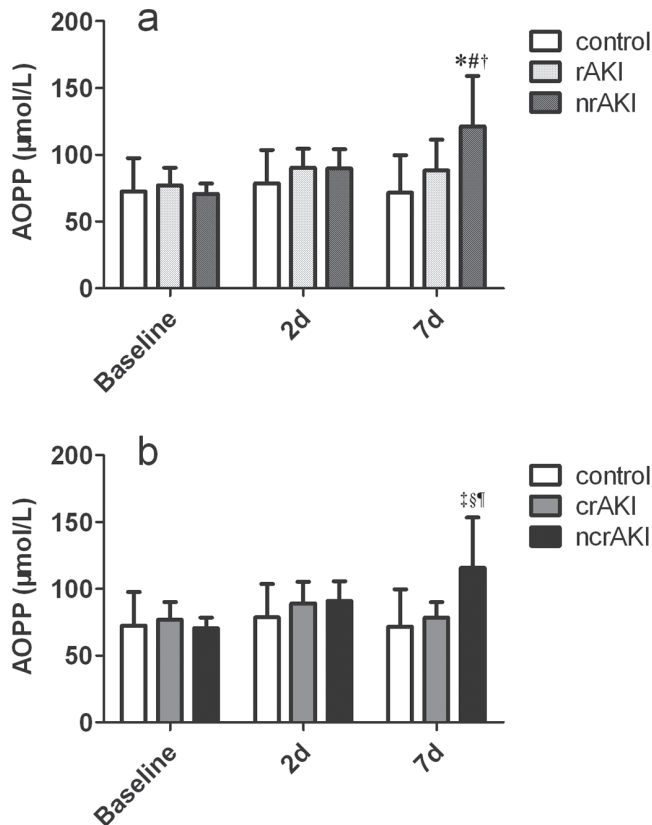 a
200
150
100
50
0
AOPP (μmol/L)
*#†
control
rAKI
nrAKI
Baseline
2d
7d
b
200
150
100
50
0
AOPP (μmol/L)
‡§¶
control
crAKI
ncrAKI
Baseline
2d
7d